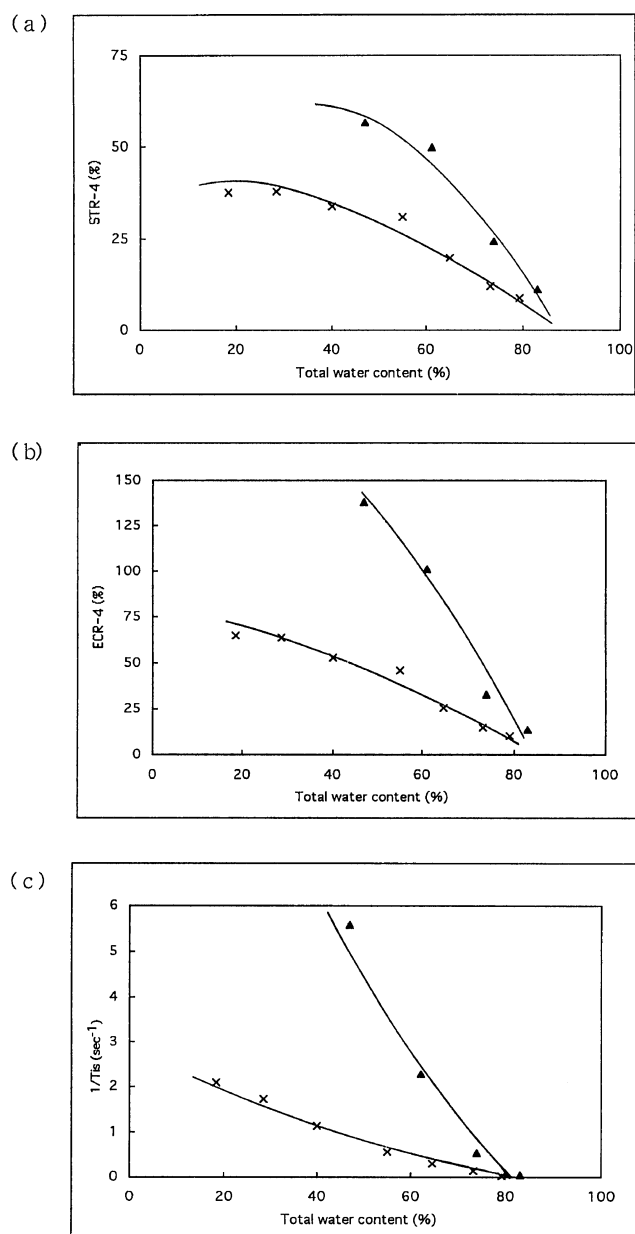 (a)
75
50
25
0
STR-4 (%)
0 20 40 60 80 100
Total water content (%)
(b)
150
125
100
75
50
25
0
ECR-4 (%)
0 20 40 60 80 100
Total water content (%)
(c)
6
5
4
3
2
1
0
1/Tis (sec⁻¹)
0 20 40 60 80 100
Total water content (%)